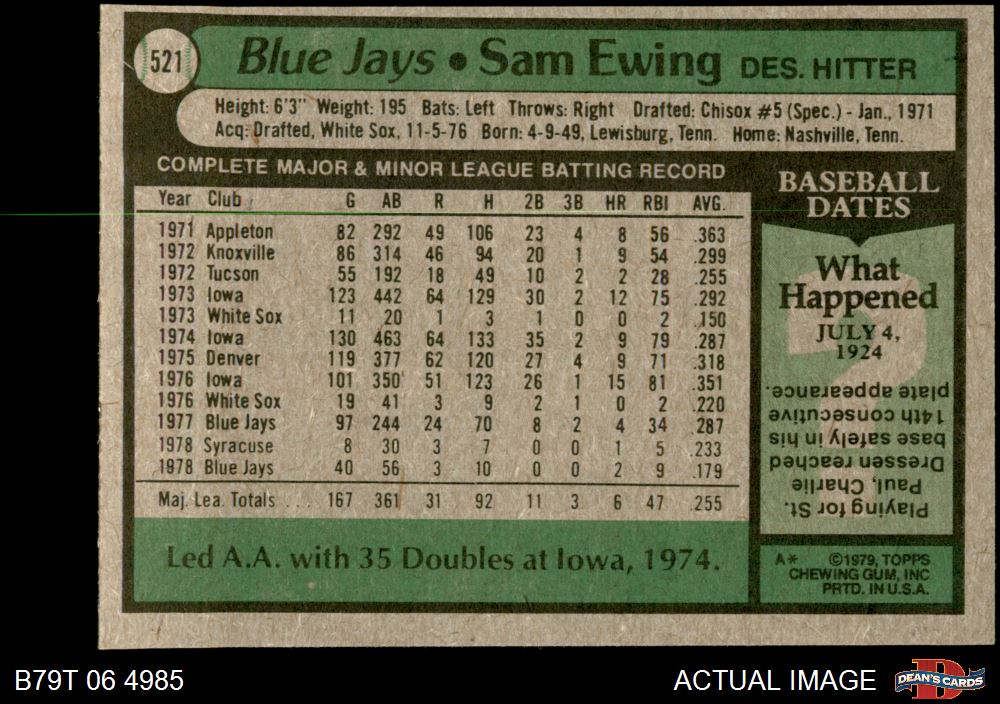 521
Blue Jays • Sam Ewing DES. HITTER
Height: 6'3" Weight: 195 Bats: Left Throws: Right Drafted: Chisox #5 (Spec.) - Jan., 1971
Acq: Drafted, White Sox, 11-5-76 Born: 4-9-49, Lewisburg, Tenn. Home: Nashville, Tenn.
COMPLETE MAJOR & MINOR LEAGUE BATTING RECORD
Year Club G AB R H 2B 3B HR RBI AVG.
1971 Appleton 82 292 49 106 23 4 8 56 .363
1972 Knoxville 86 314 46 94 20 1 9 54 .299
1972 Tucson 55 192 18 49 10 2 2 28 .255
1973 Iowa 123 442 64 129 30 2 12 75 .292
1973 White Sox 11 20 1 3 1 0 0 2 .150
1974 Iowa 130 463 64 133 35 2 9 79 .287
1975 Denver 119 377 62 120 27 4 9 71 .318
1976 Iowa 101 350 51 123 26 1 15 81 .351
1976 White Sox 19 41 3 9 2 1 0 2 .220
1977 Blue Jays 97 244 24 70 8 2 4 34 .287
1978 Syracuse 8 30 3 7 0 0 1 5 .233
1978 Blue Jays 40 56 3 10 0 0 2 9 .179
Maj. Lea. Totals . . . 167 361 31 92 11 3 6 47 .255
Led A.A. with 35 Doubles at Iowa, 1974.
BASEBALL
DATES
What
Happened
JULY 4,
1924
Playing for St.
Paul, Charlie
Dressen reached
base safely in his
14th consecutive
plate appearance.
A* ©1979, TOPPS
CHEWING GUM, INC
PRTD. IN U.S.A.
B79T 06 4985
ACTUAL IMAGE
D
DEAN'S CARDS